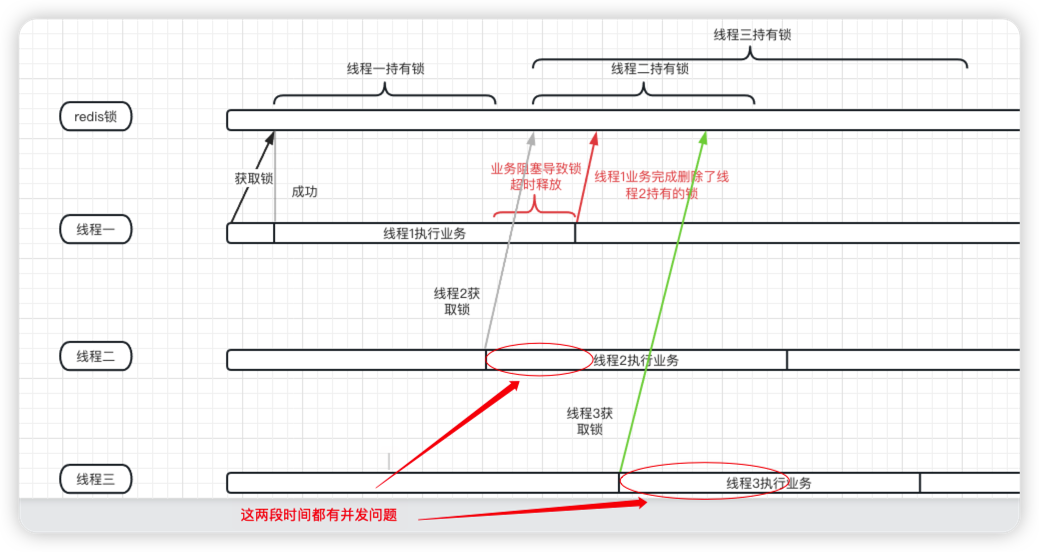 线程三持有锁
线程一持有锁
线程二持有锁
redis锁
获取锁
成功
业务阻塞导致锁
超时释放
线程1业务完成删除了线
程2持有的锁
线程一
线程1执行业务
线程2获
取锁
线程二
线程2执行业务
线程3获
取锁
线程三
线程3执行业务
这两段时间都有并发问题